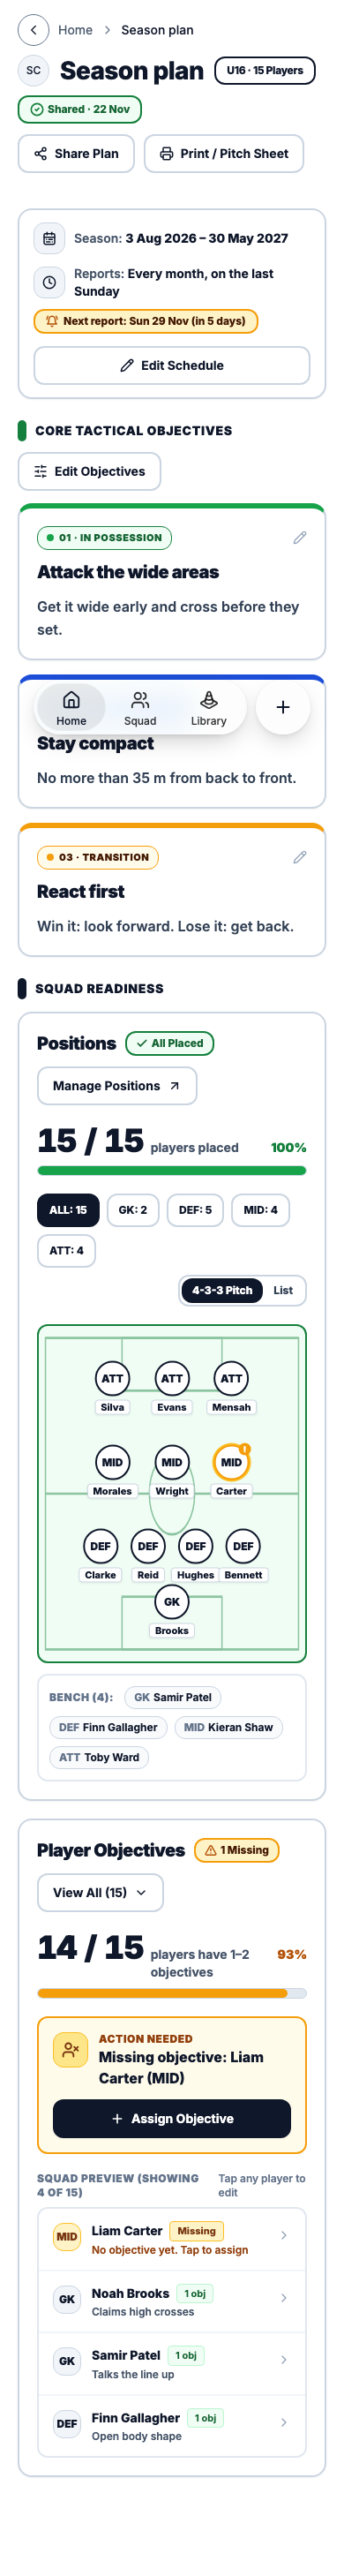 Home > Season plan
SC Season plan U16 · 15 Players
Shared · 22 Nov
Share Plan Print / Pitch Sheet
Season: 3 Aug 2026 – 30 May 2027
Reports: Every month, on the last
Sunday
Next report: Sun 29 Nov (in 5 days)
Edit Schedule
CORE TACTICAL OBJECTIVES
Edit Objectives
01 · IN POSSESSION
Attack the wide areas
Get it wide early and cross before they
set.
Home Squad Library
Stay compact
No more than 35 m from back to front.
03 · TRANSITION
React first
Win it: look forward. Lose it: get back.
SQUAD READINESS
Positions All Placed
Manage Positions
15 / 15 players placed 100%
ALL: 15 GK: 2 DEF: 5 MID: 4
ATT: 4
4-3-3 Pitch List
ATT ATT ATT
Silva Evans Mensah
MID MID MID
Morales Wright Carter
DEF DEF DEF DEF
Clarke Reid Hughes Bennett
GK
Brooks
BENCH (4): GK Samir Patel
DEF Finn Gallagher MID Kieran Shaw
ATT Toby Ward
Player Objectives 1 Missing
View All (15)
14 / 15 players have 1–2
objectives 93%
ACTION NEEDED
Missing objective: Liam
Carter (MID)
+ Assign Objective
SQUAD PREVIEW (SHOWING
4 OF 15)
Tap any player to
edit
MID Liam Carter Missing
No objective yet. Tap to assign
GK Noah Brooks 1 obj
Claims high crosses
GK Samir Patel 1 obj
Talks the line up
DEF Finn Gallagher 1 obj
Open body shape